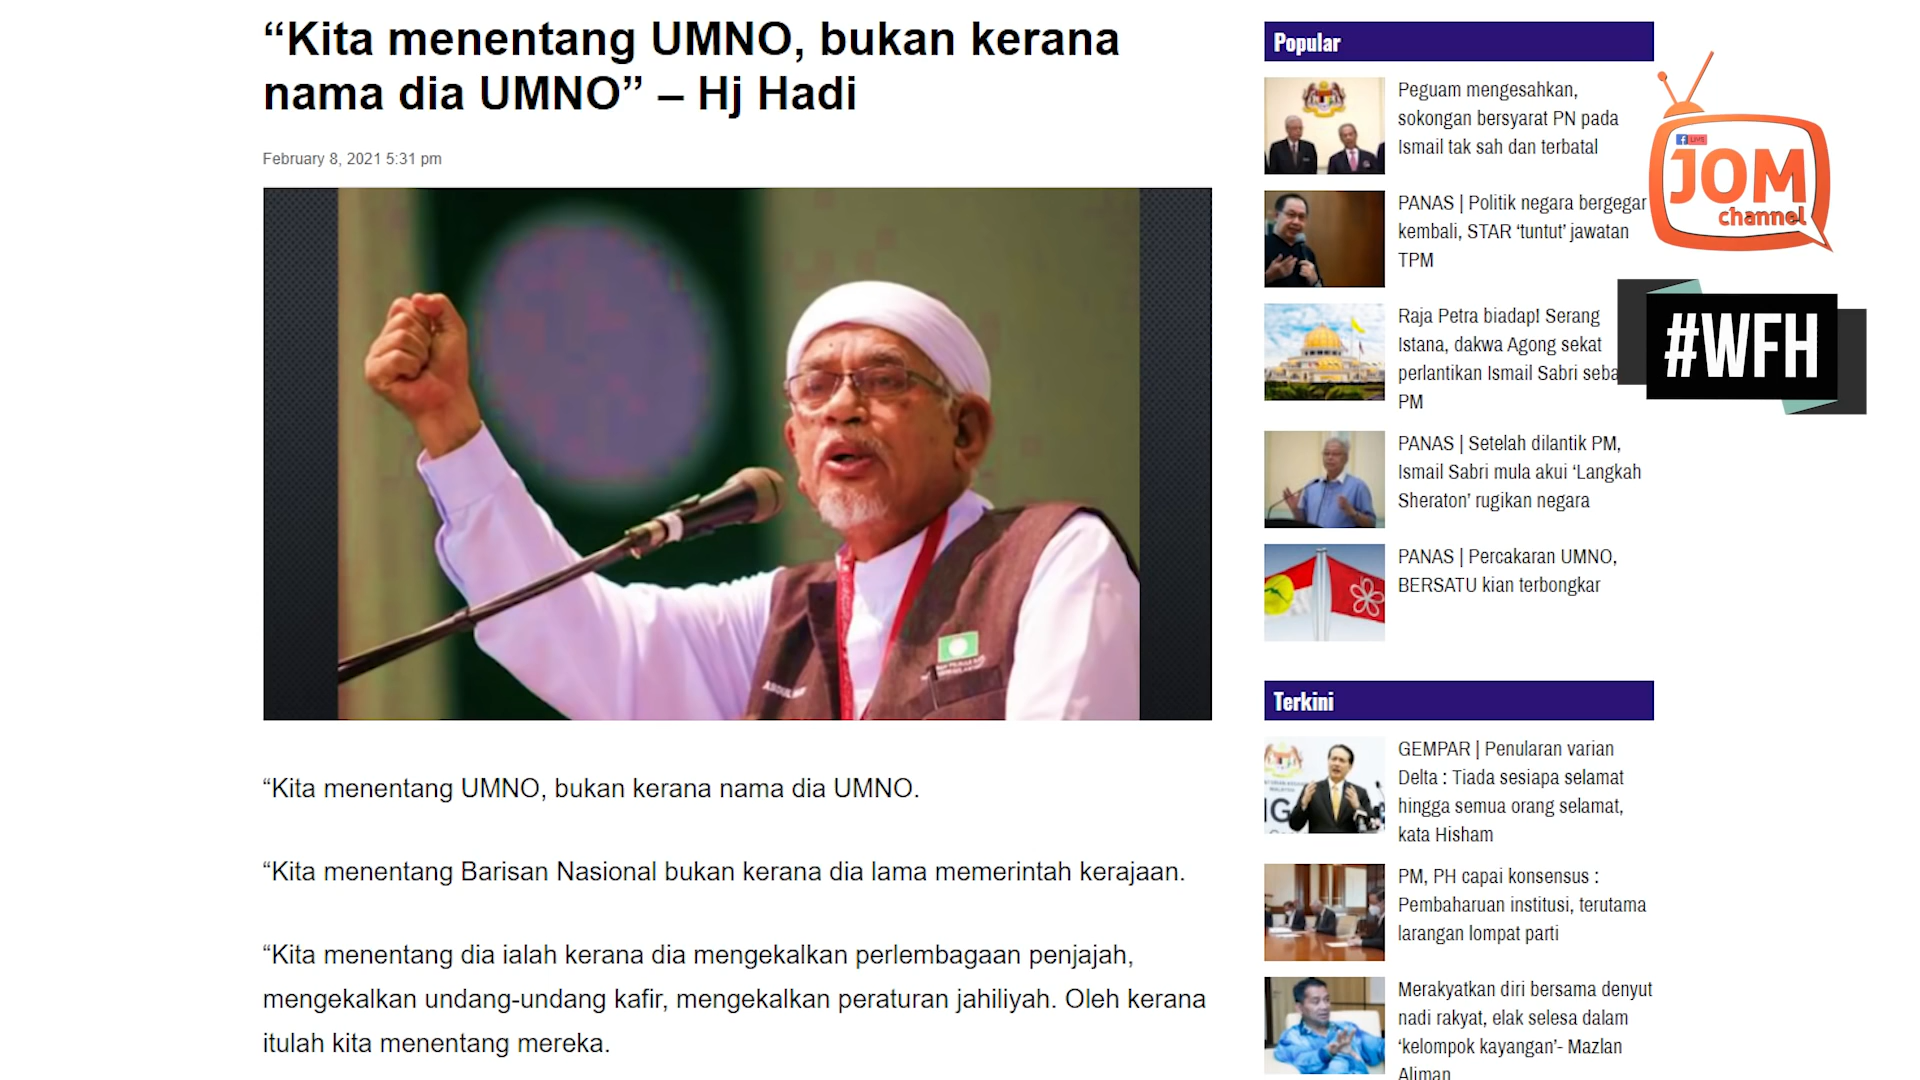 “Kita menentang UMNO, bukan kerana
nama dia UMNO” – Hj Hadi
February 8, 2021 5:31 pm
“Kita menentang UMNO, bukan kerana nama dia UMNO.
“Kita menentang Barisan Nasional bukan kerana dia lama memerintah kerajaan.
“Kita menentang dia ialah kerana dia mengekalkan perlembagaan penjajah,
mengekalkan undang-undang kafir, mengekalkan peraturan jahiliyah. Oleh kerana
itulah kita menentang mereka.
Popular
Peguam mengesahkan,
sokongan bersyarat PN pada
Ismail tak sah dan terbatal
PANAS | Politik negara bergegar
kembali, STAR ‘tuntut’ jawatan
TPM
Raja Petra biadap! Serang
Istana, dakwa Agong sekat
perlantikan Ismail Sabri seba
PM
PANAS | Setelah dilantik PM,
Ismail Sabri mula akui ‘Langkah
Sheraton’ rugikan negara
PANAS | Percakaran UMNO,
BERSATU kian terbongkar
Terkini
GEMPAR | Penularan varian
Delta : Tiada sesiapa selamat
hingga semua orang selamat,
kata Hisham
PM, PH capai konsensus :
Pembaharuan institusi, terutama
larangan lompat parti
Merakyatkan diri bersama denyut
nadi rakyat, elak selesa dalam
‘kelompok kayangan’- Mazlan
Aliman
LIVE
JOM
channel
#WFH